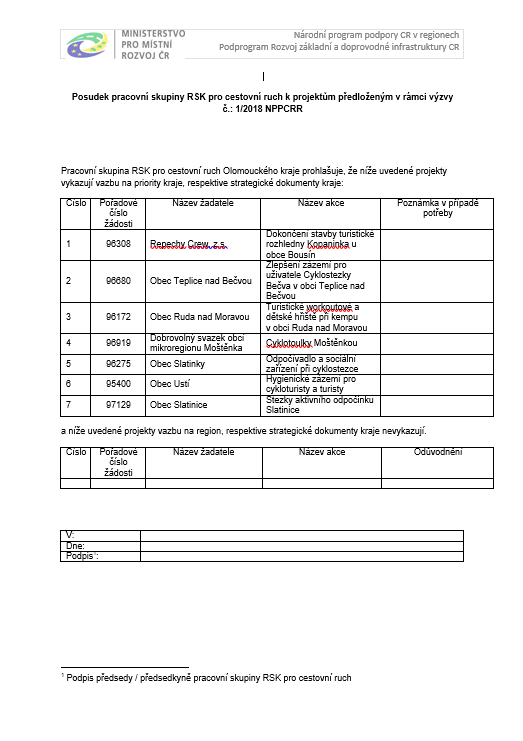 MINISTERSTVO
PRO MÍSTNÍ
ROZVOJ ČR
Národní program podpory CR v regionech
Podprogram Rozvoj základní a doprovodné infrastruktury CR
Posudek pracovní skupiny RSK pro cestovní ruch k projektům předloženým v rámci výzvy
č.: 1/2018 NPPCRR
Pracovní skupina RSK pro cestovní ruch Olomouckého kraje prohlašuje, že níže uvedené projekty
vykazují vazbu na priority kraje, respektive strategické dokumenty kraje:
Číslo
Pořadové
číslo
žádosti
Název žadatele
Název akce
Poznámka v případě
potřeby
1
96308
Repechy Crew, z.s.
Dokončení stavby turistické
rozhledny Kopaninka u
obce Bousín
2
96680
Obec Teplice nad Bečvou
Zlepšení zázemí pro
uživatele Cyklostezky
Bečva v obci Teplice nad
Bečvou
3
96172
Obec Ruda nad Moravou
Turistické workoutové a
dětské hřiště při kempu
v obci Ruda nad Moravou
4
96919
Dobrovolný svazek obcí
mikroregionu Moštěnka
Cyklotoulky Moštěnkou
5
96275
Obec Slatinky
Odpočívadlo a sociální
zařízení při cyklostezce
6
95400
Obec Ustí
Hygienické zázemí pro
cykloturisty a turisty
7
97129
Obec Slatinice
Stezky aktivního odpočinku
Slatinice
a níže uvedené projekty vazbu na region, respektive strategické dokumenty kraje nevykazují.
Číslo
Pořadové
číslo
žádosti
Název žadatele
Název akce
Odůvodnění
V:
Dne:
Podpis¹:
¹ Podpis předsedy / předsedkyně pracovní skupiny RSK pro cestovní ruch